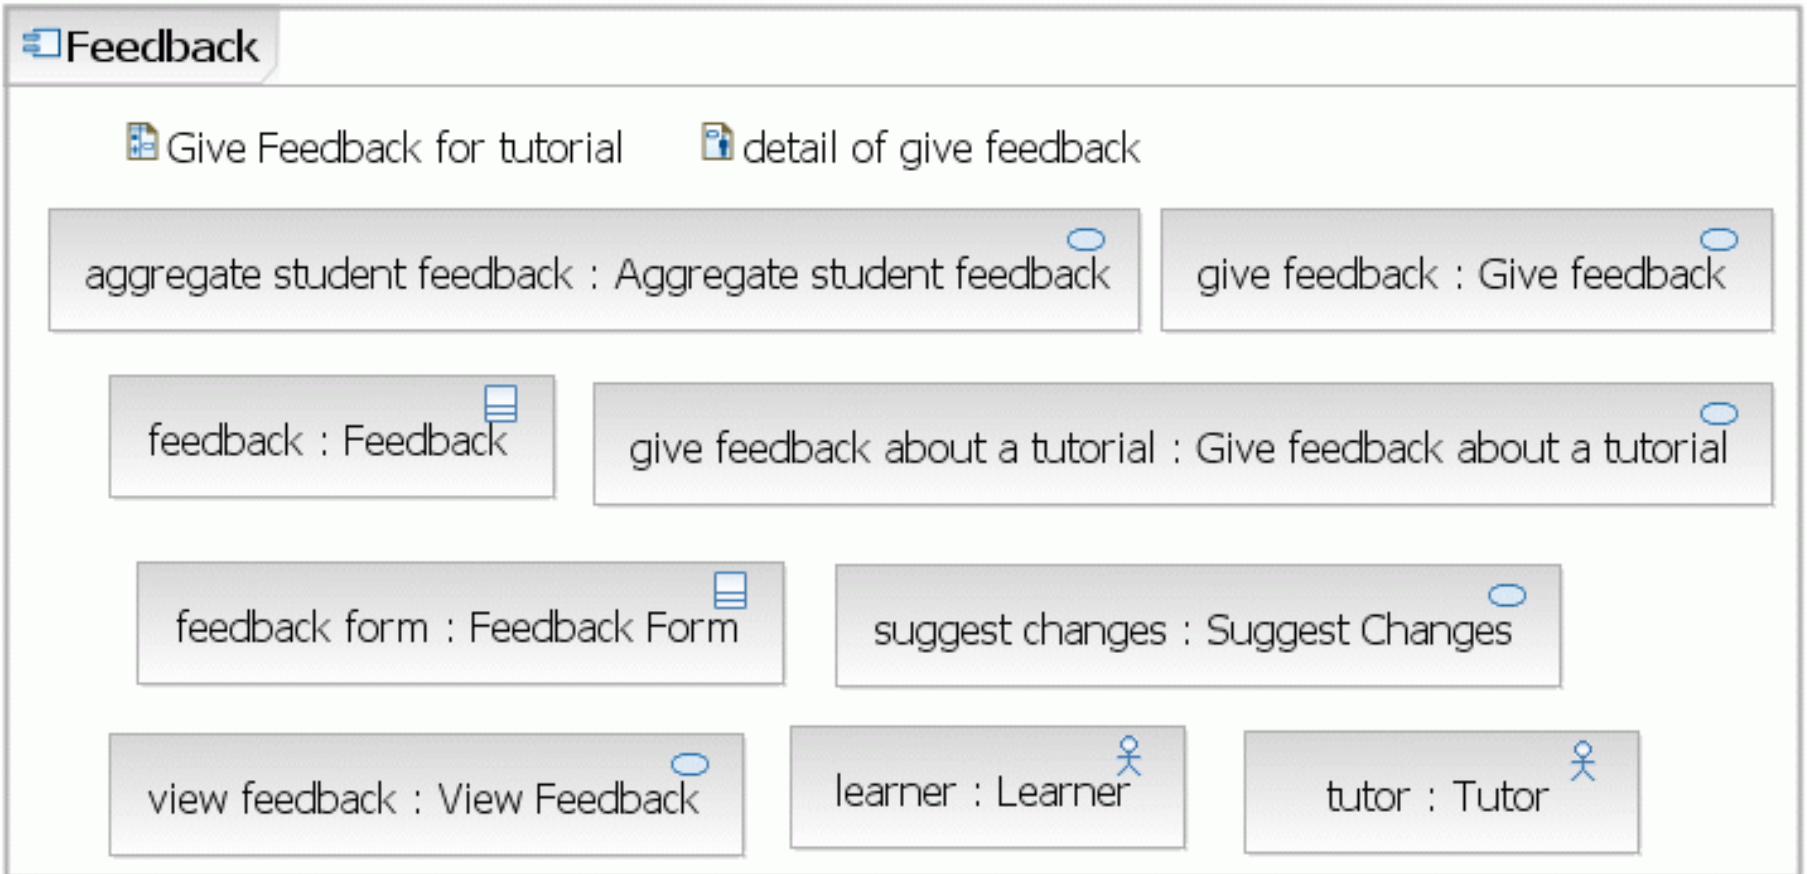 Feedback
Give Feedback for tutorial
detail of give feedback
aggregate student feedback : Aggregate student feedback
give feedback : Give feedback
feedback : Feedback
give feedback about a tutorial : Give feedback about a tutorial
feedback form : Feedback Form
suggest changes : Suggest Changes
view feedback : View Feedback
learner : Learner
tutor : Tutor